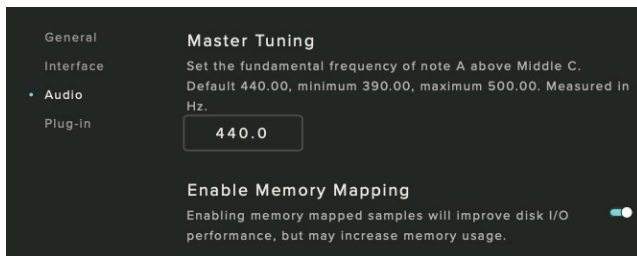 General
Interface
• Audio
Plug-in
Master Tuning
Set the fundamental frequency of note A above Middle C.
Default 440.00, minimum 390.00, maximum 500.00. Measured in
Hz.
440.0
Enable Memory Mapping
Enabling memory mapped samples will improve disk I/O
performance, but may increase memory usage.